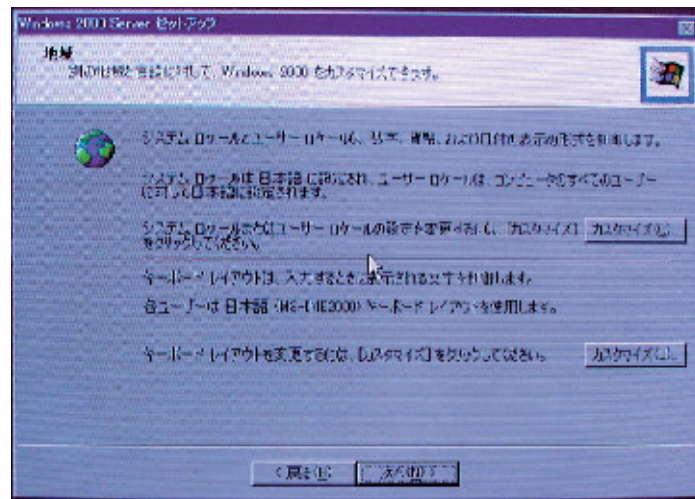 Windows 2000 Server セットアップ
地域
別の地域と言語に対して、Windows 2000 をカスタマイズできます。
システム ロケールとユーザー ロケールは、数字、通貨、および日付の表示の形式を制御します。
システム ロケールは 日本語 に設定され、ユーザー ロケールは、コンピュータのすべてのユーザー
に対して日本語に設定されます。
システム ロケールまたはユーザー ロケールの設定を変更するには、[カスタマイズ] カスタマイズ(C)...
をクリックしてください。
キーボード レイアウトは、入力するときに表示される文字を制御します。
各ユーザーは 日本語 (MS-IME2000) キーボード レイアウトを使用します。
キーボード レイアウトを変更するには、[カスタマイズ] をクリックしてください。 カスタマイズ(U)...
< 戻る(B) 次へ(N) >